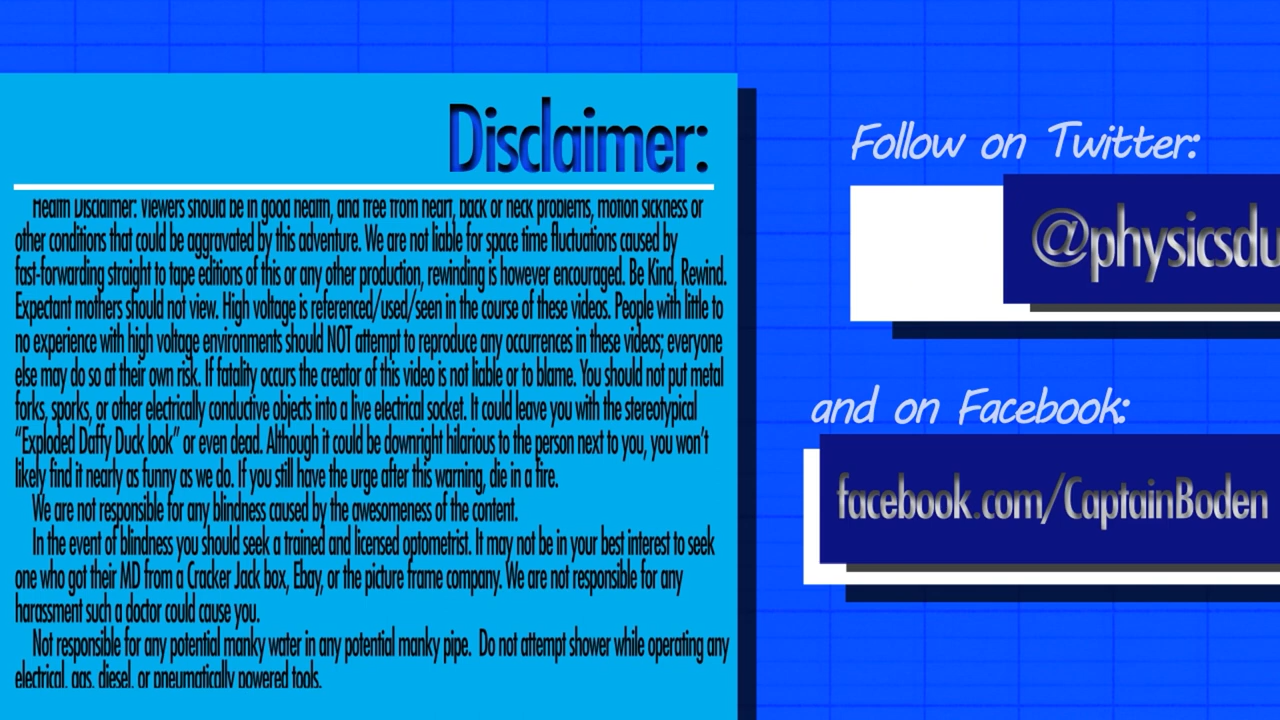 Disclaimer:
Health Disclaimer: Viewers should be in good health, and free from heart, back or neck problems, motion sickness or
other conditions that could be aggravated by this adventure. We are not liable for space time fluctuations caused by
fast-forwarding straight to tape editions of this or any other production, rewinding is however encouraged. Be Kind, Rewind.
Expectant mothers should not view. High voltage is referenced/used/seen in the course of these videos. People with little to
no experience with high voltage environments should NOT attempt to reproduce any occurrences in these videos; everyone
else may do so at their own risk. If fatality occurs the creator of this video is not liable or to blame. You should not put metal
forks, sporks, or other electrically conductive objects into a live electrical socket. It could leave you with the stereotypical
“Exploded Daffy Duck look” or even dead. Although it could be downright hilarious to the person next to you, you won’t
likely find it nearly as funny as we do. If you still have the urge after this warning, die in a fire.
We are not responsible for any blindness caused by the awesomeness of the content.
In the event of blindness you should seek a trained and licensed optometrist. It may not be in your best interest to seek
one who got their MD from a Cracker Jack box, Ebay, or the picture frame company. We are not responsible for any
harassment such a doctor could cause you.
Not responsible for any potential manky water in any potential manky pipe. Do not attempt shower while operating any
electrical, gas, diesel, or pneumatically powered tools.
Follow on Twitter:
@physicsdu
and on Facebook:
facebook.com/CaptainBoden